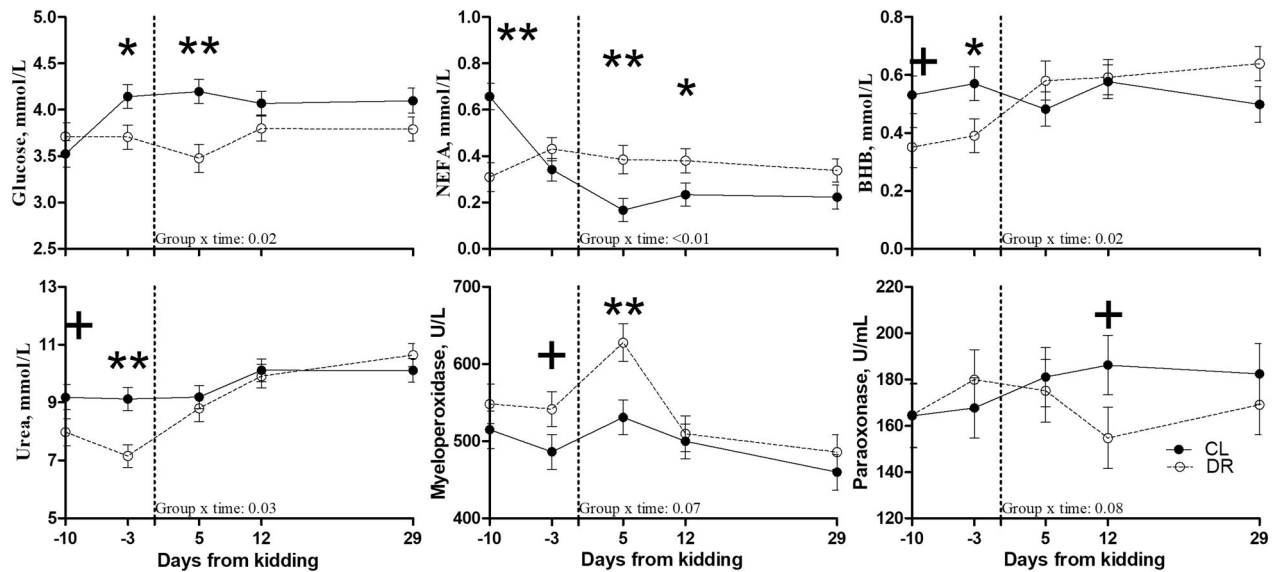 Glucose, mmol/L
5.0
4.5
4.0
3.5
3.0
2.5
*
**
Group x time: 0.02
NEFA, mmol/L
1.0
0.8
0.6
0.4
0.2
0.0
**
**
*
Group x time: <0.01
BHB, mmol/L
0.8
0.6
0.4
0.2
0.0
+
*
Group x time: 0.02
Urea, mmol/L
13
11
9
7
5
+
**
Group x time: 0.03
-10 -3 5 12 29
Days from kidding
Myeloperoxidase, U/L
700
600
500
400
+
**
Group x time: 0.07
-10 -3 5 12 29
Days from kidding
Paraoxonase, U/mL
220
200
180
160
140
120
+
CL
DR
Group x time: 0.08
-10 -3 5 12 29
Days from kidding